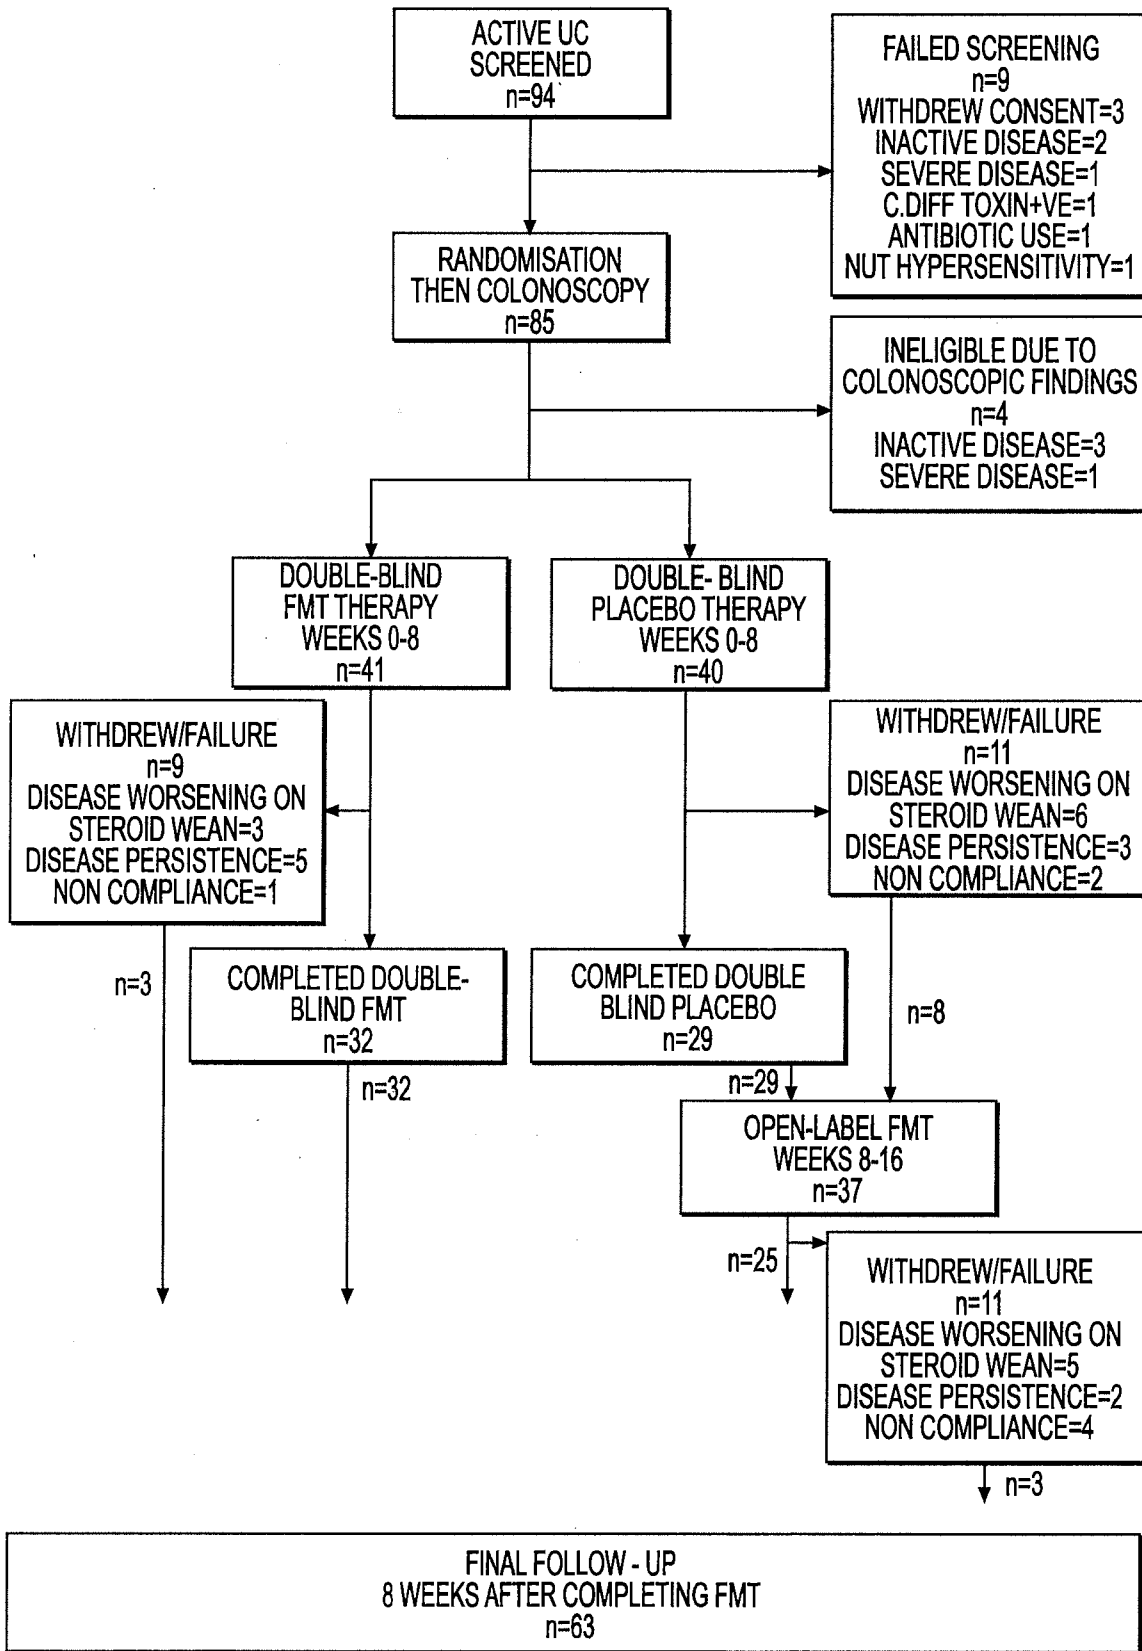 ACTIVE UC
SCREENED
n=94
FAILED SCREENING
n=9
WITHDREW CONSENT=3
INACTIVE DISEASE=2
SEVERE DISEASE=1
C.DIFF TOXIN+VE=1
ANTIBIOTIC USE=1
NUT HYPERSENSITIVITY=1
RANDOMISATION
THEN COLONOSCOPY
n=85
INELIGIBLE DUE TO
COLONOSCOPIC FINDINGS
n=4
INACTIVE DISEASE=3
SEVERE DISEASE=1
DOUBLE-BLIND
FMT THERAPY
WEEKS 0-8
n=41
DOUBLE- BLIND
PLACEBO THERAPY
WEEKS 0-8
n=40
WITHDREW/FAILURE
n=9
DISEASE WORSENING ON
STEROID WEAN=3
DISEASE PERSISTENCE=5
NON COMPLIANCE=1
WITHDREW/FAILURE
n=11
DISEASE WORSENING ON
STEROID WEAN=6
DISEASE PERSISTENCE=3
NON COMPLIANCE=2
n=3
COMPLETED DOUBLE-
BLIND FMT
n=32
COMPLETED DOUBLE
BLIND PLACEBO
n=29
n=8
n=32
n=29
OPEN-LABEL FMT
WEEKS 8-16
n=37
n=25
WITHDREW/FAILURE
n=11
DISEASE WORSENING ON
STEROID WEAN=5
DISEASE PERSISTENCE=2
NON COMPLIANCE=4
n=3
FINAL FOLLOW - UP
8 WEEKS AFTER COMPLETING FMT
n=63